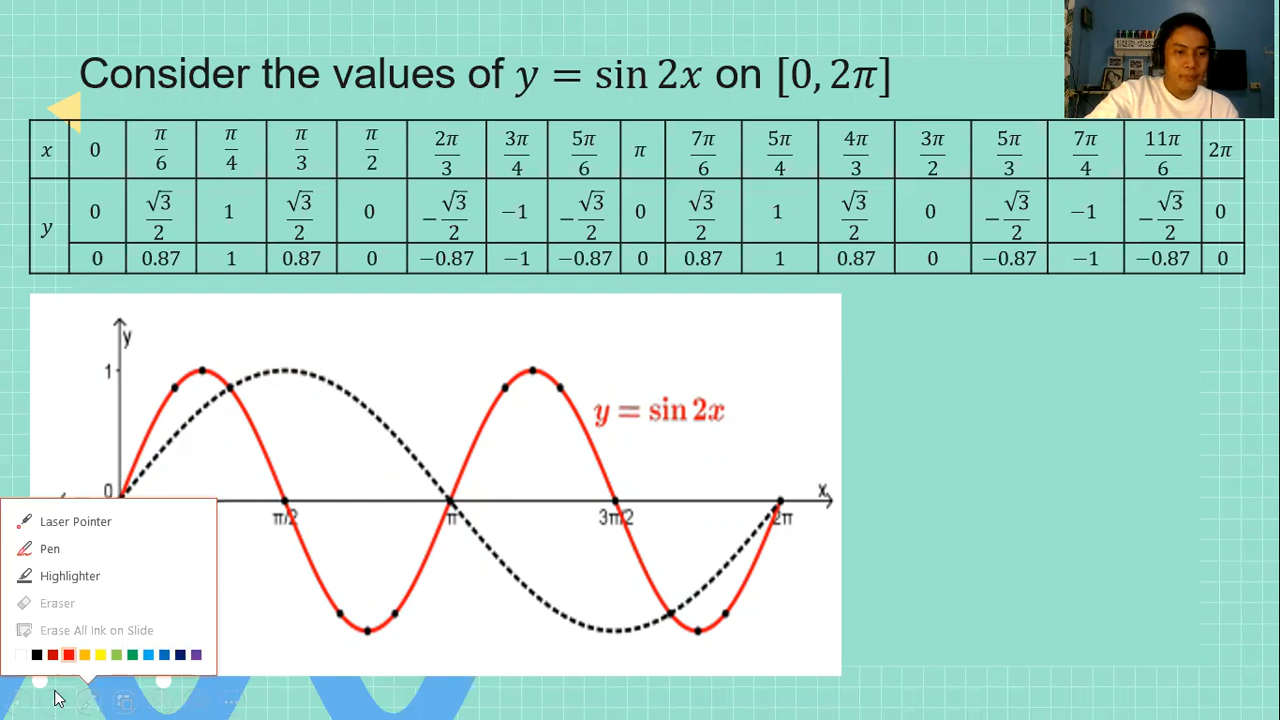 Consider the values of y = sin 2x on [0, 2π]
x 0 π/6 π/4 π/3 π/2 2π/3 3π/4 5π/6 π 7π/6 5π/4 4π/3 3π/2 5π/3 7π/4 11π/6 2π
y 0 √3/2 1 √3/2 0 −√3/2 −1 −√3/2 0 √3/2 1 √3/2 0 −√3/2 −1 −√3/2 0
0 0.87 1 0.87 0 −0.87 −1 −0.87 0 0.87 1 0.87 0 −0.87 −1 −0.87 0
y
1
y = sin 2x
0
x
π/2 π 3π/2 2π
Laser Pointer
Pen
Highlighter
Eraser
Erase All Ink on Slide